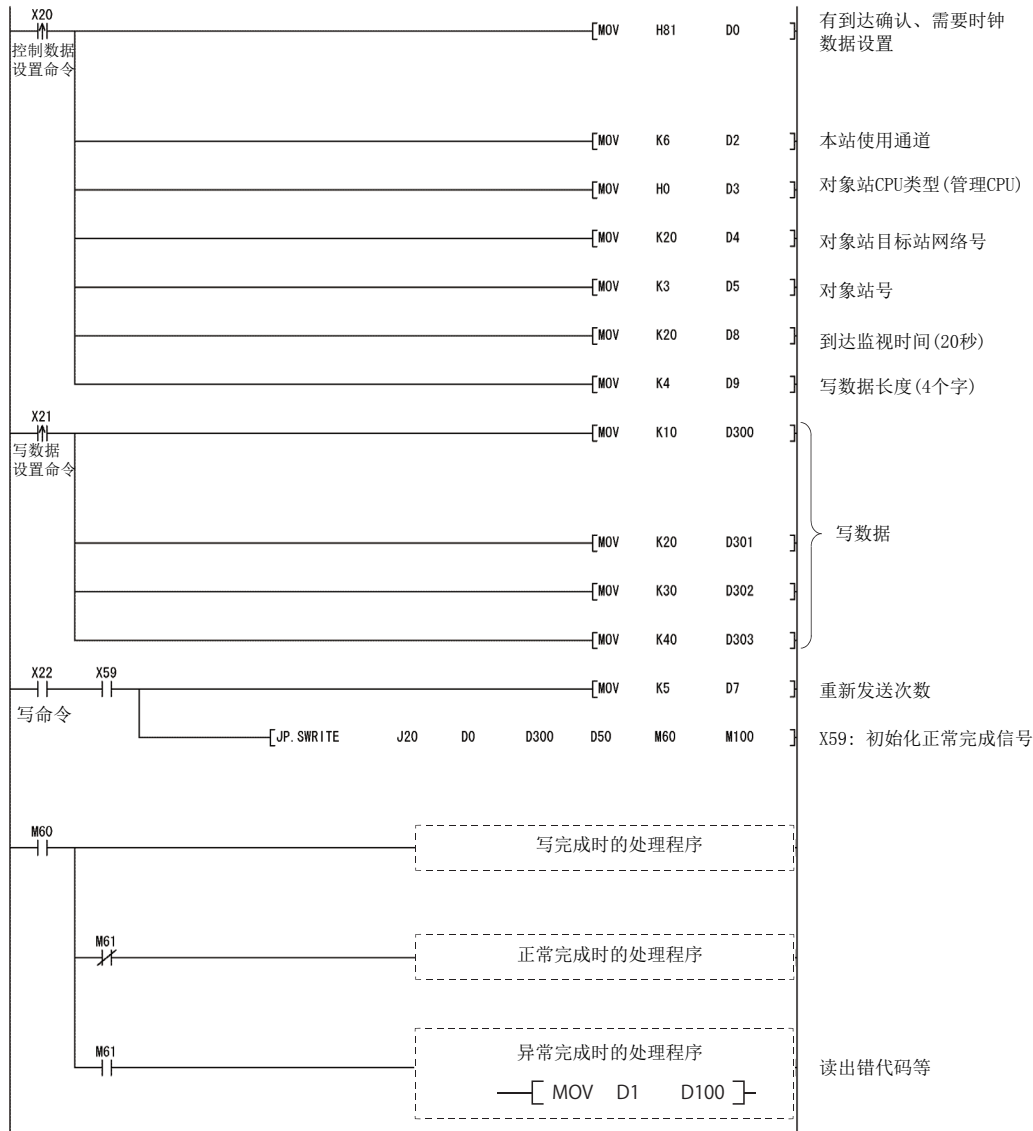 X20
[MOV H81 D0 ]
有到达确认、需要时钟
数据设置
控制数据
设置命令
[MOV K6 D2 ]
本站使用通道
[MOV H0 D3 ]
对象站CPU类型(管理CPU)
[MOV K20 D4 ]
对象站目标站网络号
[MOV K3 D5 ]
对象站号
[MOV K20 D8 ]
到达监视时间(20秒)
[MOV K4 D9 ]
写数据长度(4个字)
X21
[MOV K10 D300 ]
写数据
设置命令
[MOV K20 D301 ]
写数据
[MOV K30 D302 ]
[MOV K40 D303 ]
X22 X59
[MOV K5 D7 ]
重新发送次数
写命令
[JP.SWRITE J20 D0 D300 D50 M60 M100 ]
X59: 初始化正常完成信号
M60
写完成时的处理程序
M61
正常完成时的处理程序
M61
异常完成时的处理程序
[ MOV D1 D100 ]
读出错代码等